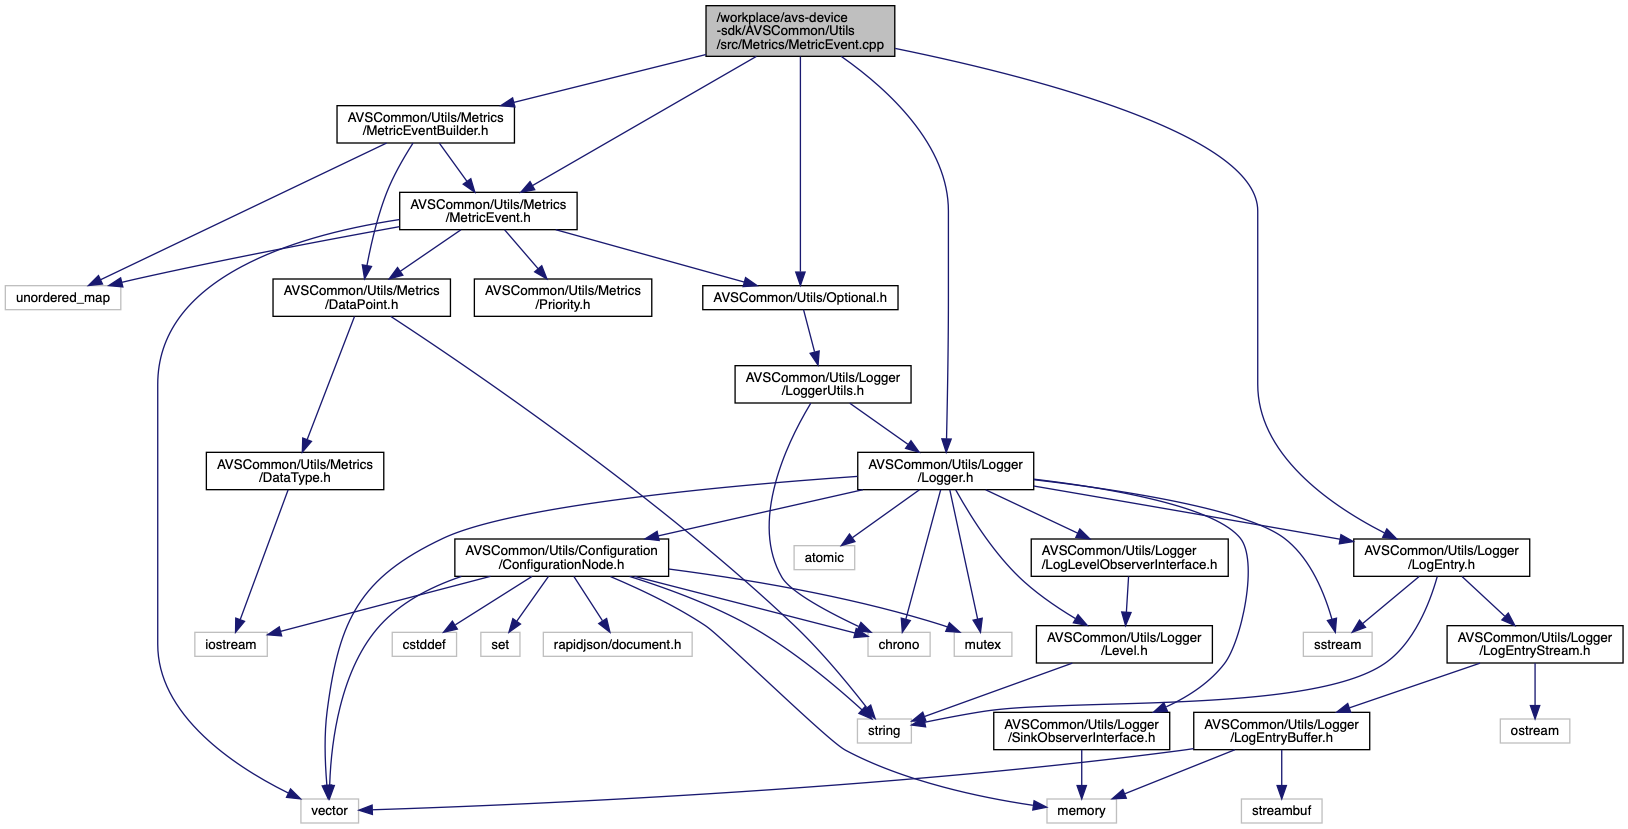 /workplace/avs-device
-sdk/AVSCommon/Utils
/src/Metrics/MetricEvent.cpp
AVSCommon/Utils/Metrics
/MetricEventBuilder.h
AVSCommon/Utils/Metrics
/MetricEvent.h
unordered_map
AVSCommon/Utils/Metrics
/DataPoint.h
AVSCommon/Utils/Metrics
/Priority.h
AVSCommon/Utils/Optional.h
AVSCommon/Utils/Logger
/LoggerUtils.h
AVSCommon/Utils/Metrics
/DataType.h
AVSCommon/Utils/Logger
/Logger.h
AVSCommon/Utils/Configuration
/ConfigurationNode.h
atomic
AVSCommon/Utils/Logger
/LogLevelObserverInterface.h
AVSCommon/Utils/Logger
/LogEntry.h
iostream
cstddef
set
rapidjson/document.h
chrono
mutex
AVSCommon/Utils/Logger
/Level.h
sstream
AVSCommon/Utils/Logger
/LogEntryStream.h
string
AVSCommon/Utils/Logger
/SinkObserverInterface.h
AVSCommon/Utils/Logger
/LogEntryBuffer.h
ostream
vector
memory
streambuf